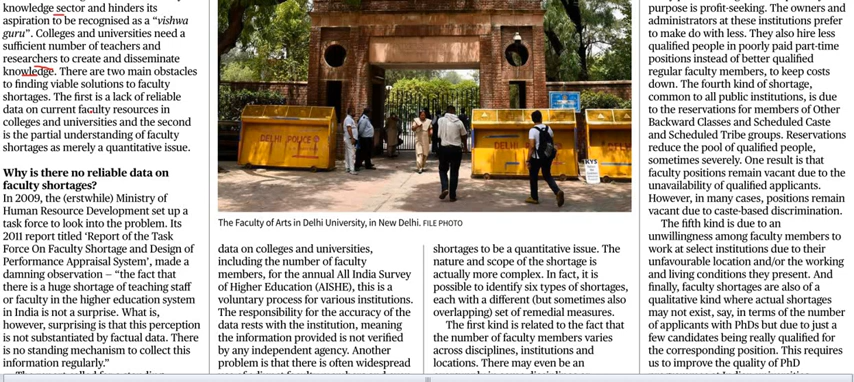 knowledge sector and hinders its
aspiration to be recognised as a “vishwa
guru”. Colleges and universities need a
sufficient number of teachers and
researchers to create and disseminate
knowledge. There are two main obstacles
to finding viable solutions to faculty
shortages. The first is a lack of reliable
data on current faculty resources in
colleges and universities and the second
is the partial understanding of faculty
shortages as merely a quantitative issue.
Why is there no reliable data on
faculty shortages?
In 2009, the (erstwhile) Ministry of
Human Resource Development set up a
task force to look into the problem. Its
2011 report titled ‘Report of the Task
Force On Faculty Shortage and Design of
Performance Appraisal System’, made a
damning observation – “the fact that
there is a huge shortage of teaching staff
or faculty in the higher education system
in India is not a surprise. What is,
however, surprising is that this perception
is not substantiated by factual data. There
is no standing mechanism to collect this
information regularly.”
DELHI POLICE
KYS
The Faculty of Arts in Delhi University, in New Delhi. FILE PHOTO
data on colleges and universities,
including the number of faculty
members, for the annual All India Survey
of Higher Education (AISHE), this is a
voluntary process for various institutions.
The responsibility for the accuracy of the
data rests with the institution, meaning
the information provided is not verified
by any independent agency. Another
problem is that there is often widespread
shortages to be a quantitative issue. The
nature and scope of the shortage is
actually more complex. In fact, it is
possible to identify six types of shortages,
each with a different (but sometimes also
overlapping) set of remedial measures.
The first kind is related to the fact that
the number of faculty members varies
across disciplines, institutions and
locations. There may even be an
purpose is profit-seeking. The owners and
administrators at these institutions prefer
to make do with less. They also hire less
qualified people in poorly paid part-time
positions instead of better qualified
regular faculty members, to keep costs
down. The fourth kind of shortage,
common to all public institutions, is due
to the reservations for members of Other
Backward Classes and Scheduled Caste
and Scheduled Tribe groups. Reservations
reduce the pool of qualified people,
sometimes severely. One result is that
faculty positions remain vacant due to the
unavailability of qualified applicants.
However, in many cases, positions remain
vacant due to caste-based discrimination.
The fifth kind is due to an
unwillingness among faculty members to
work at select institutions due to their
unfavourable location and/or the working
and living conditions they present. And
finally, faculty shortages are also of a
qualitative kind where actual shortages
may not exist, say, in terms of the number
of applicants with PhDs but due to just a
few candidates being really qualified for
the corresponding position. This requires
us to improve the quality of PhD